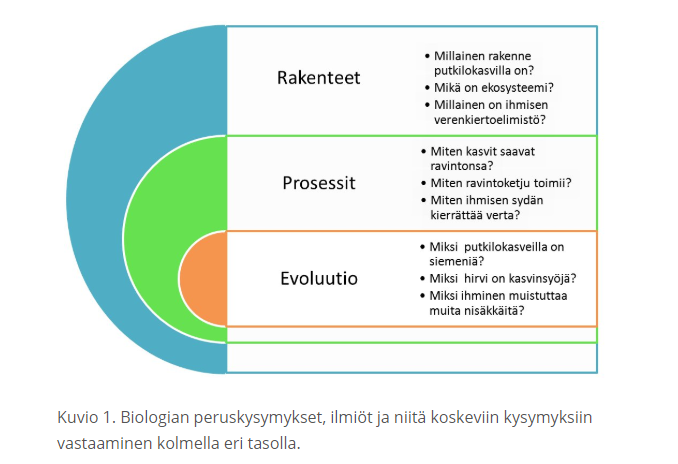 Rakenteet
• Millainen rakenne
putkilokasvilla on?
• Mikä on ekosysteemi?
• Millainen on ihmisen
verenkiertoelimistö?
Prosessit
• Miten kasvit saavat
ravintonsa?
• Miten ravintoketju toimii?
• Miten ihmisen sydän
kierrättää verta?
Evoluutio
• Miksi putkilokasveilla on
siemeniä?
• Miksi hirvi on kasvinsyöjä?
• Miksi ihminen muistuttaa
muita nisäkkäitä?
Kuvio 1. Biologian peruskysymykset, ilmiöt ja niitä koskeviin kysymyksiin
vastaaminen kolmella eri tasolla.